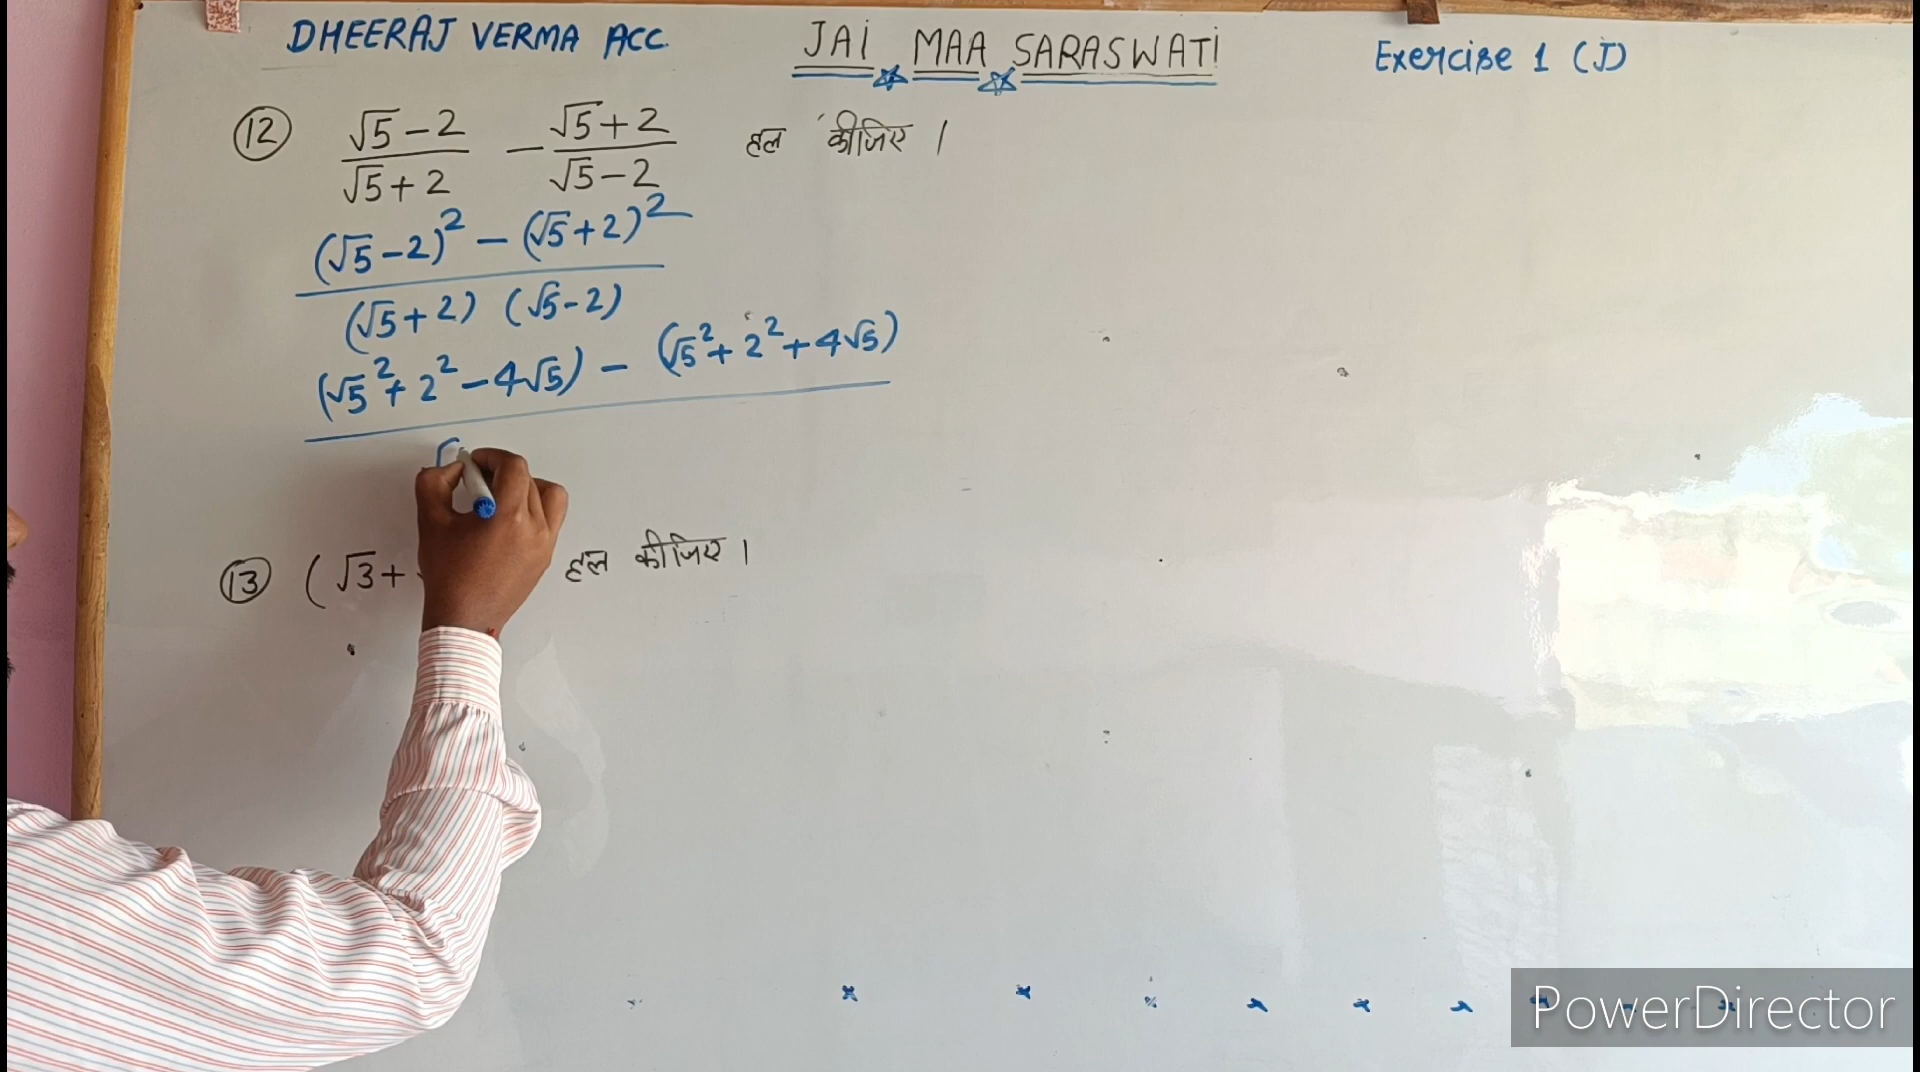 DHEERAJ VERMA ACC. JAI MAA SARASWATI Exercise 1 (J)
12 (√5-2)/(√5+2) - (√5+2)/(√5-2) हल कीजिए ।
(√5-2)² - (√5+2)²
(√5+2) (√5-2)
(√5²+2²-4√5) - (√5²+2²+4√5)
13 (√3+ हल कीजिए ।
PowerDirector